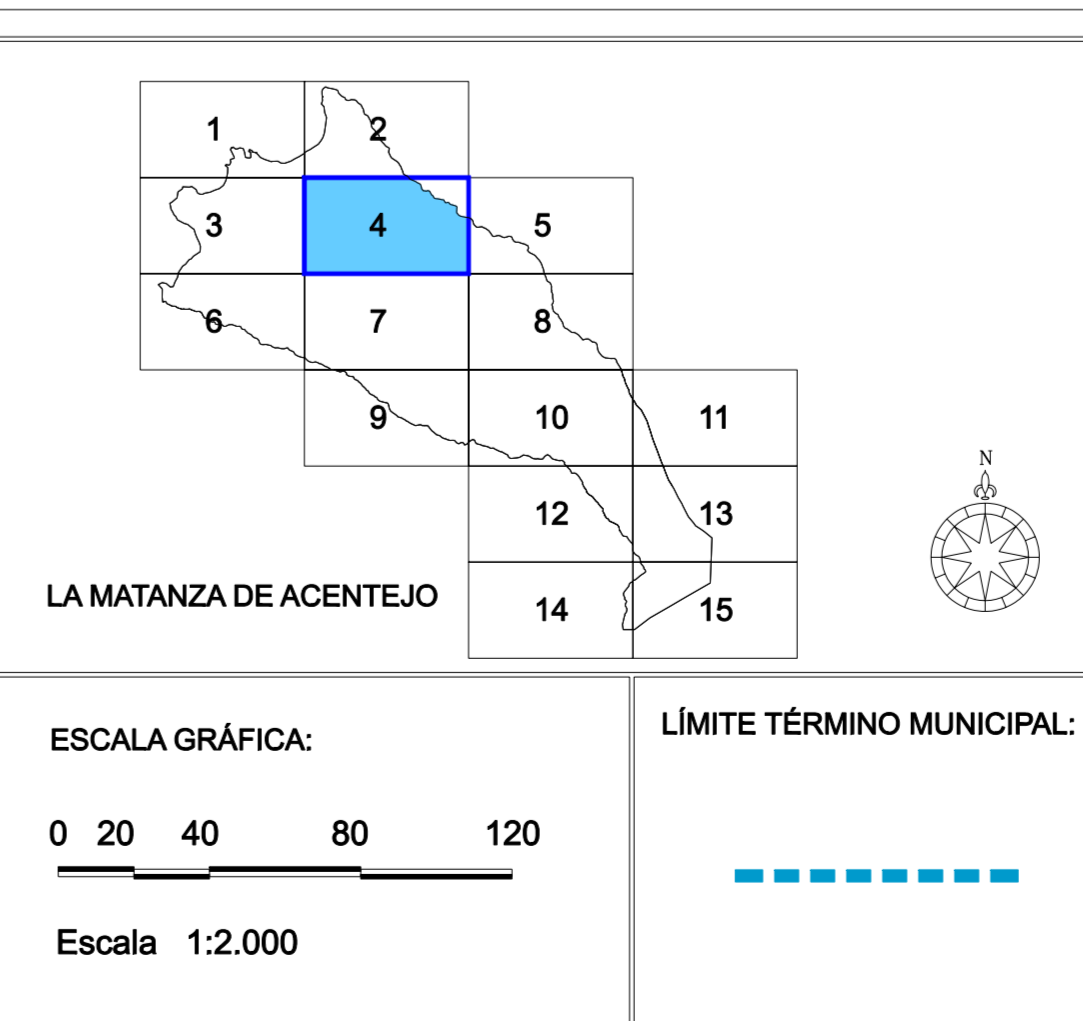 1 2
3 4 5
6 7 8
9 10 11
N
12 13
LA MATANZA DE ACENTEJO
14 15
ESCALA GRÁFICA:
0 20 40 80 120
Escala 1:2.000
LÍMITE TÉRMINO MUNICIPAL: